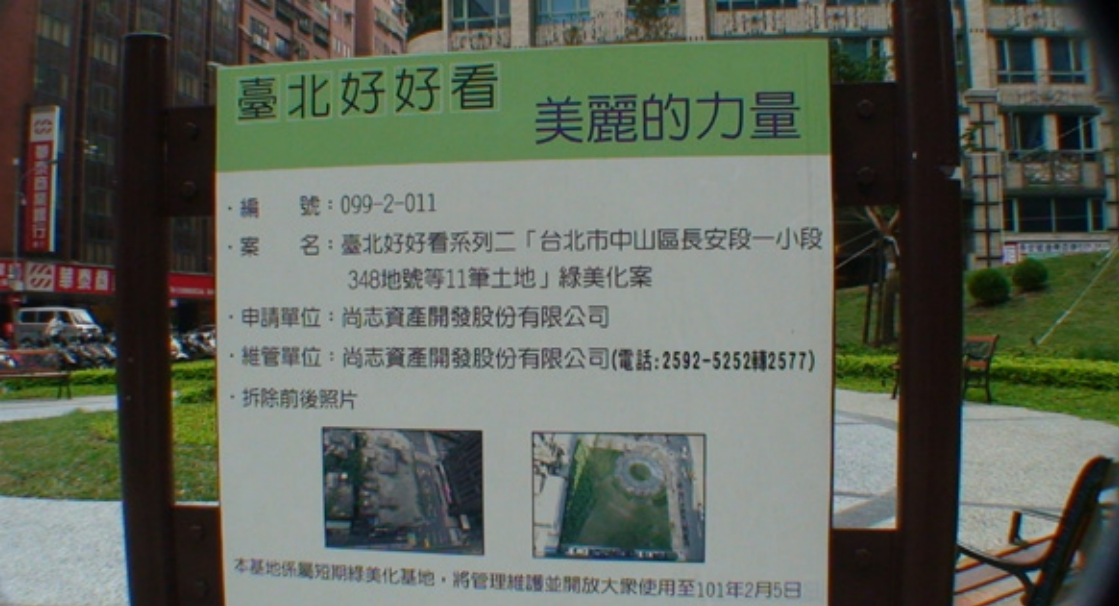 臺北好好看
美麗的力量
·編 號：099-2-011
·案 名：臺北好好看系列二「台北市中山區長安段一小段
348地號等11筆土地」綠美化案
·申請單位：尚志資產開發股份有限公司
·維管單位：尚志資產開發股份有限公司(電話:2592-5252轉2577)
·拆除前後照片
本基地係屬短期綠美化基地，將管理維護並開放大眾使用至101年2月5日
華泰商業銀行
華泰商